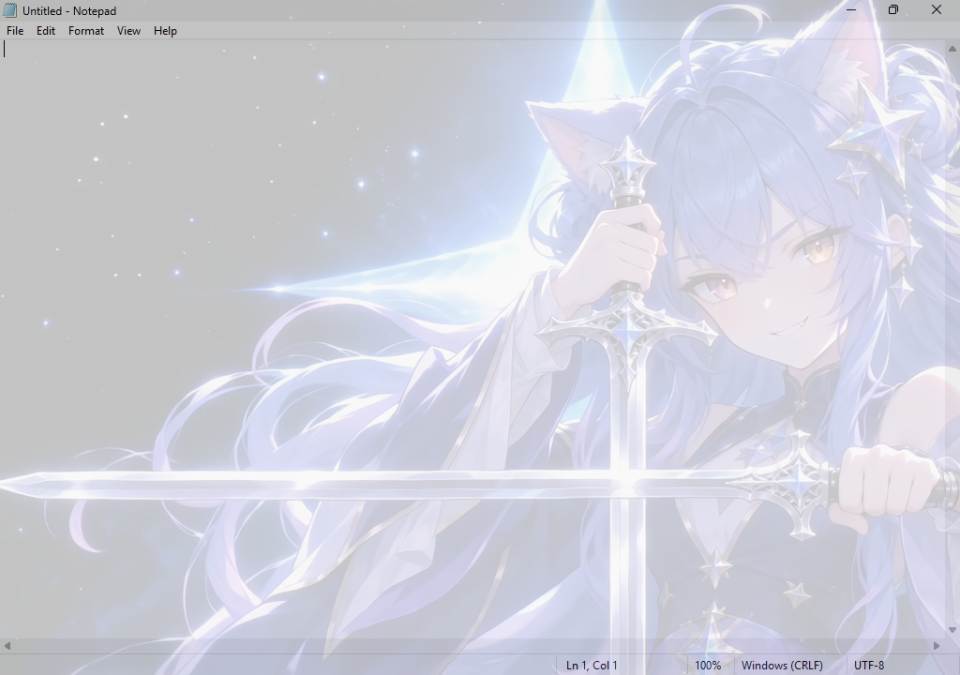 Untitled - Notepad
File Edit Format View Help
Ln 1, Col 1 100% Windows (CRLF) UTF-8